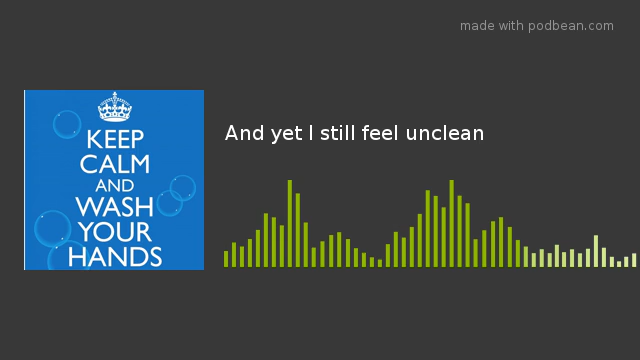 made with podbean.com
KEEP
CALM
AND
WASH
YOUR
HANDS
And yet I still feel unclean